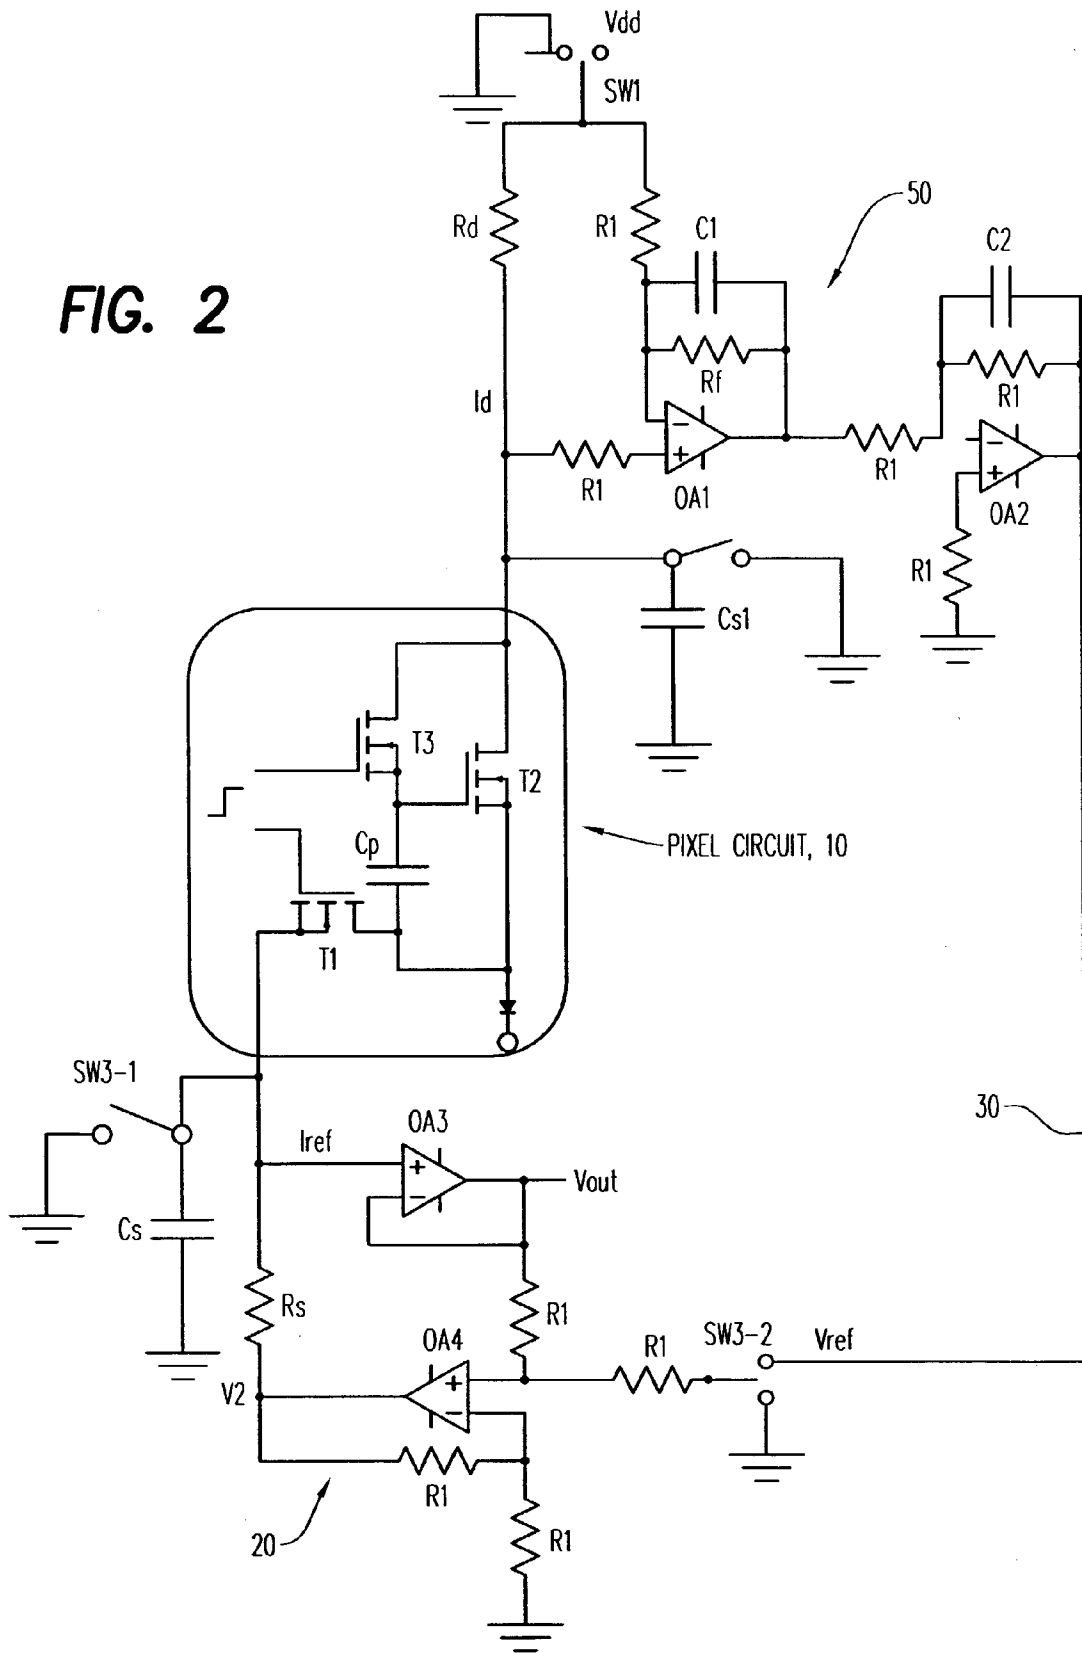 Vdd
SW1
50
Rd
R1
C1
C2
FIG. 2
Rf
R1
Id
−
+
R1
OA1
R1
−
+
OA2
R1
Cs1
T3
T2
Cp
PIXEL CIRCUIT, 10
T1
SW3-1
30
OA3
Iref
+
−
Vout
Cs
Rs
R1
OA4
R1
SW3-2
Vref
V2
+
−
R1
20
R1